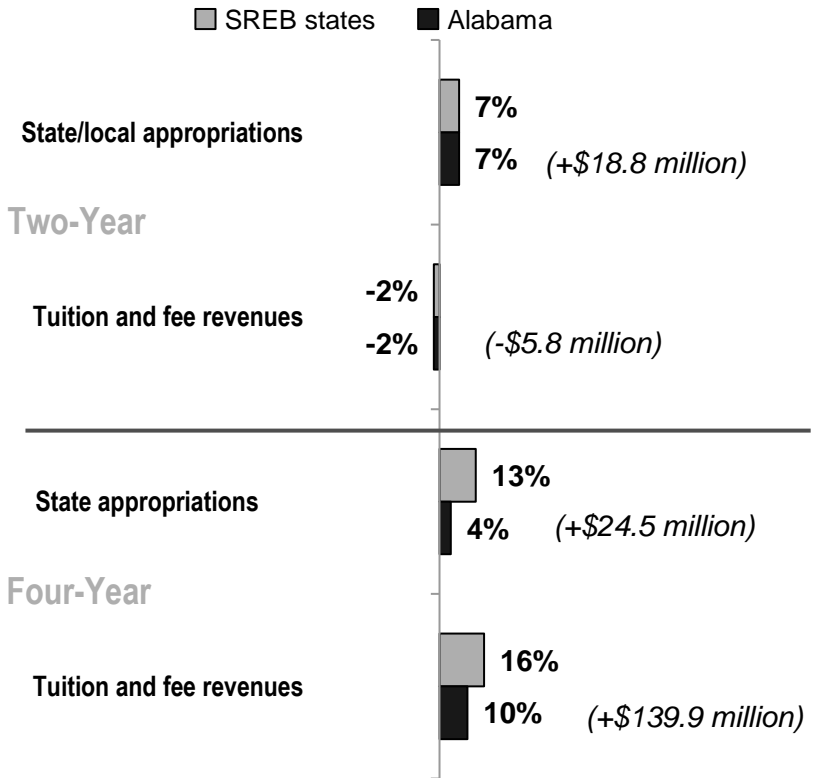 SREB states Alabama
State/local appropriations
7%
7% (+$18.8 million)
Two-Year
Tuition and fee revenues
-2%
-2% (-$5.8 million)
State appropriations
13%
4% (+$24.5 million)
Four-Year
Tuition and fee revenues
16%
10% (+$139.9 million)